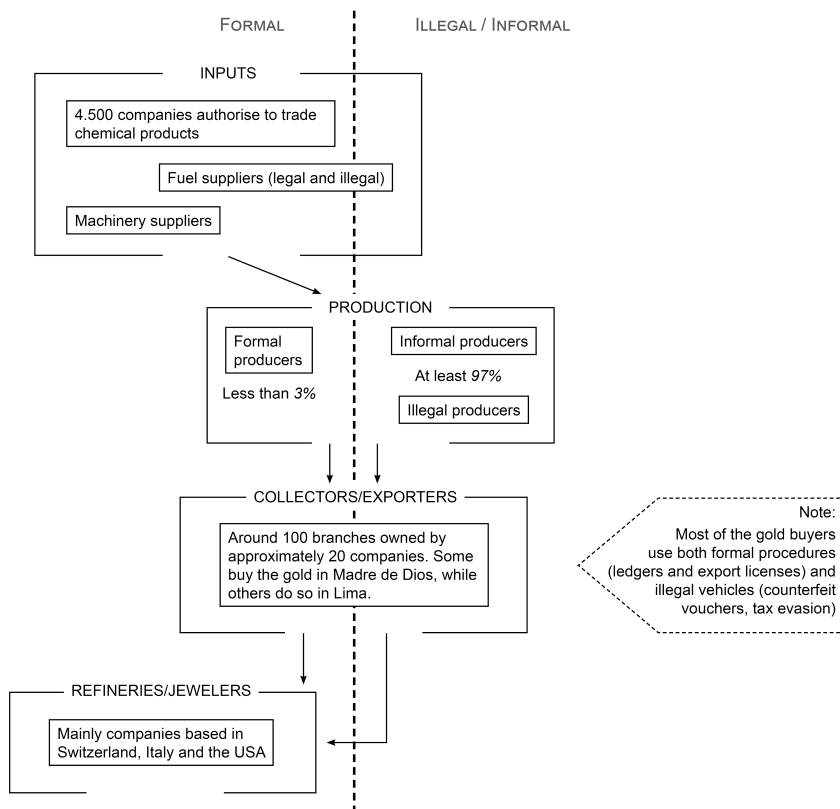 FORMAL
ILLEGAL / INFORMAL
INPUTS
4.500 companies authorise to trade
chemical products
Fuel suppliers (legal and illegal)
Machinery suppliers
PRODUCTION
Formal
producers
Less than 3%
Informal producers
At least 97%
Illegal producers
COLLECTORS/EXPORTERS
Around 100 branches owned by
approximately 20 companies. Some
buy the gold in Madre de Dios, while
others do so in Lima.
Note:
Most of the gold buyers
use both formal procedures
(ledgers and export licenses) and
illegal vehicles (counterfeit
vouchers, tax evasion)
REFINERIES/JEWELERS
Mainly companies based in
Switzerland, Italy and the USA